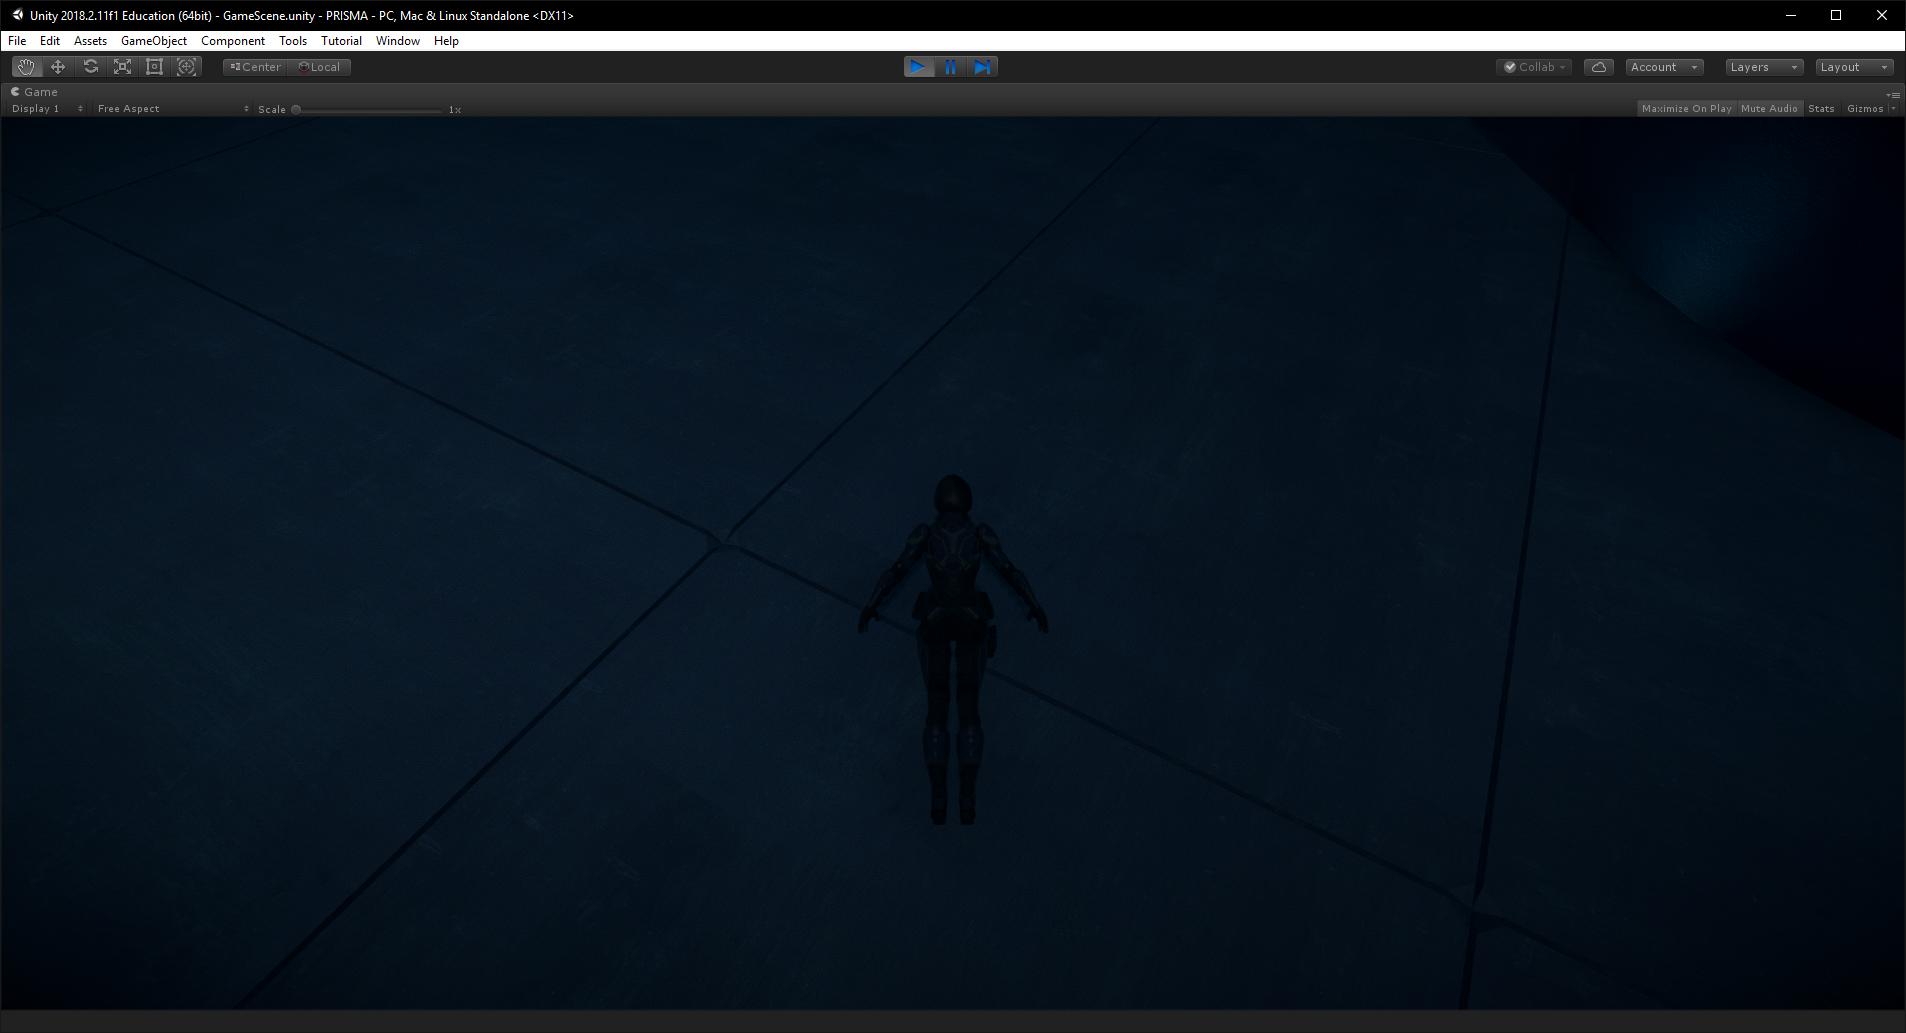 Unity 2018.2.11f1 Education (64bit) - GameScene.unity - PRISMA - PC, Mac & Linux Standalone <DX11>
File Edit Assets GameObject Component Tools Tutorial Window Help
Center Local Collab Account Layers Layout
Game
Display 1 Free Aspect Scale 1x Maximize On Play Mute Audio Stats Gizmos